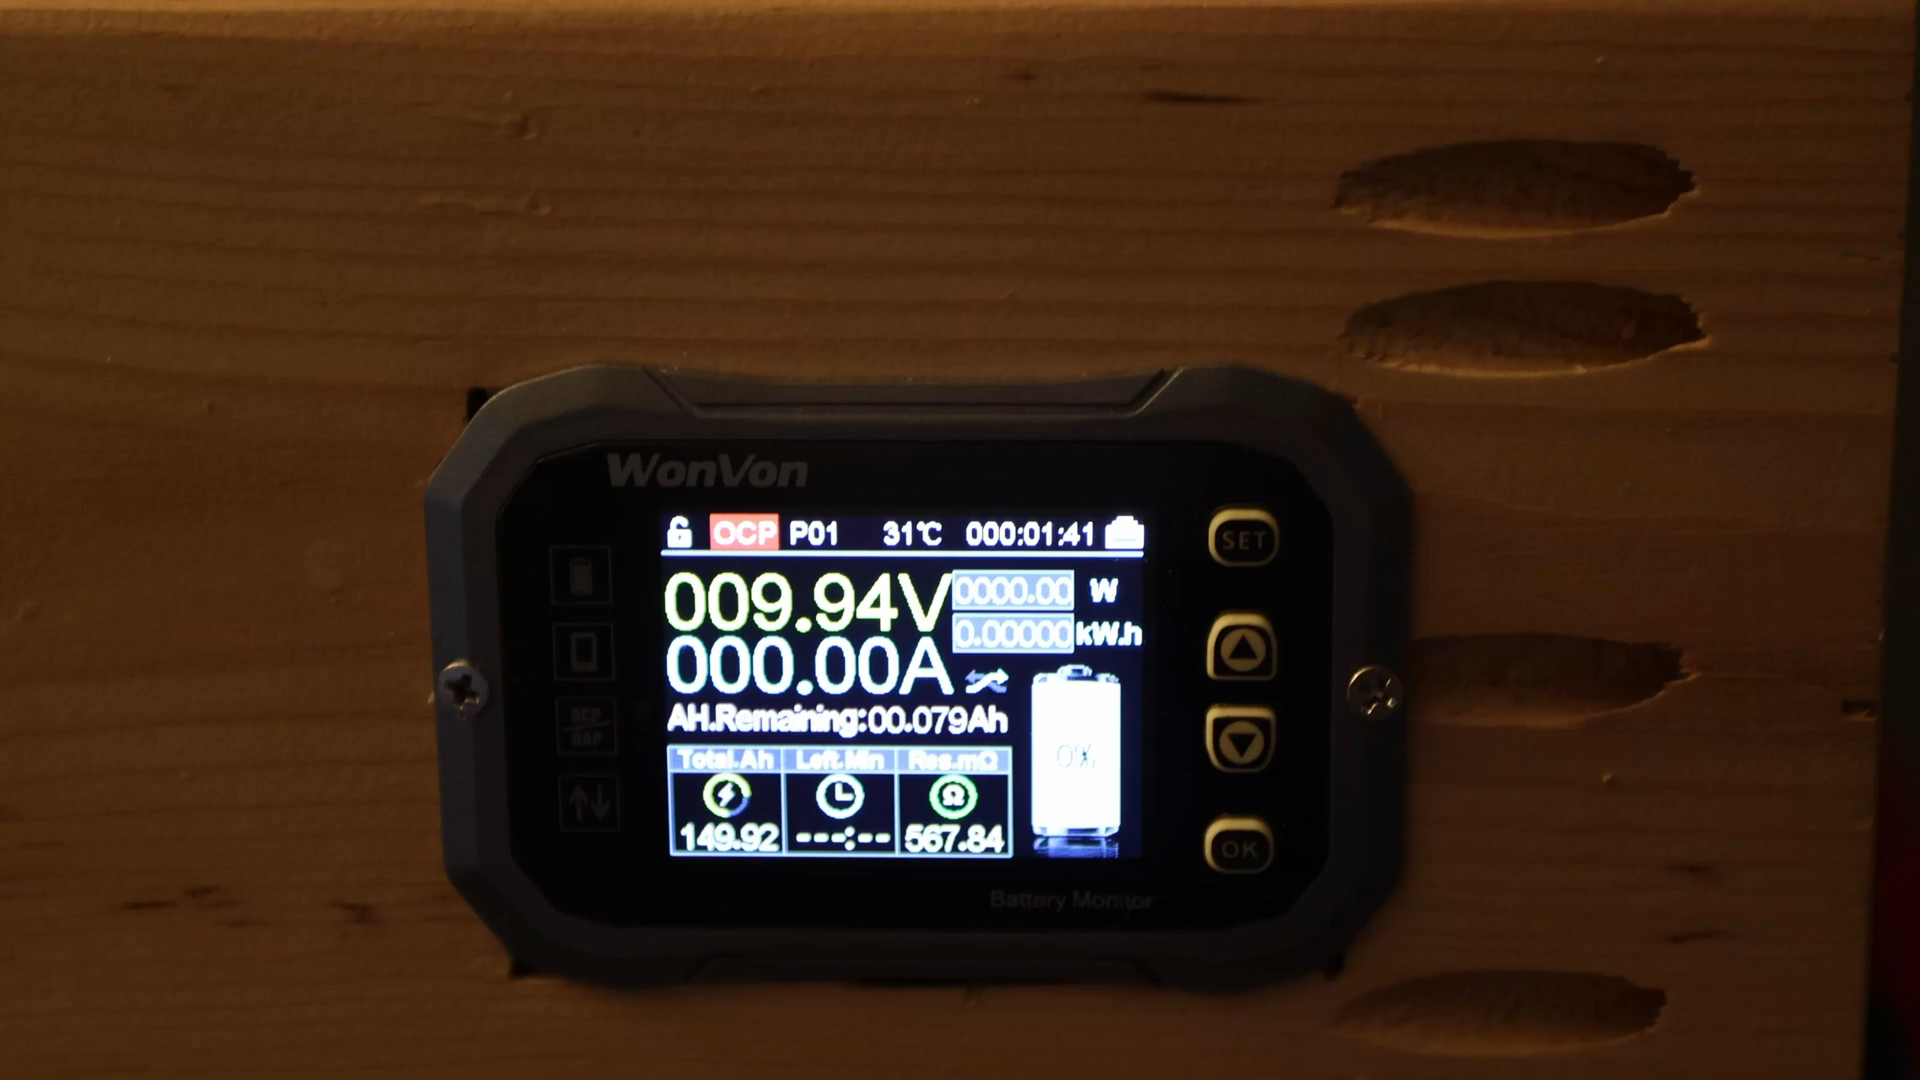 WonVon
OCP P01 31℃ 000:01:41
009.94V 0000.00 W
0.00000 kW.h
000.00A
AH.Remaining:00.079Ah
0%
Total.Ah Left.Min Res.mΩ
149.92 ---:-- 567.84
Battery Monitor
SET
OK
OCP